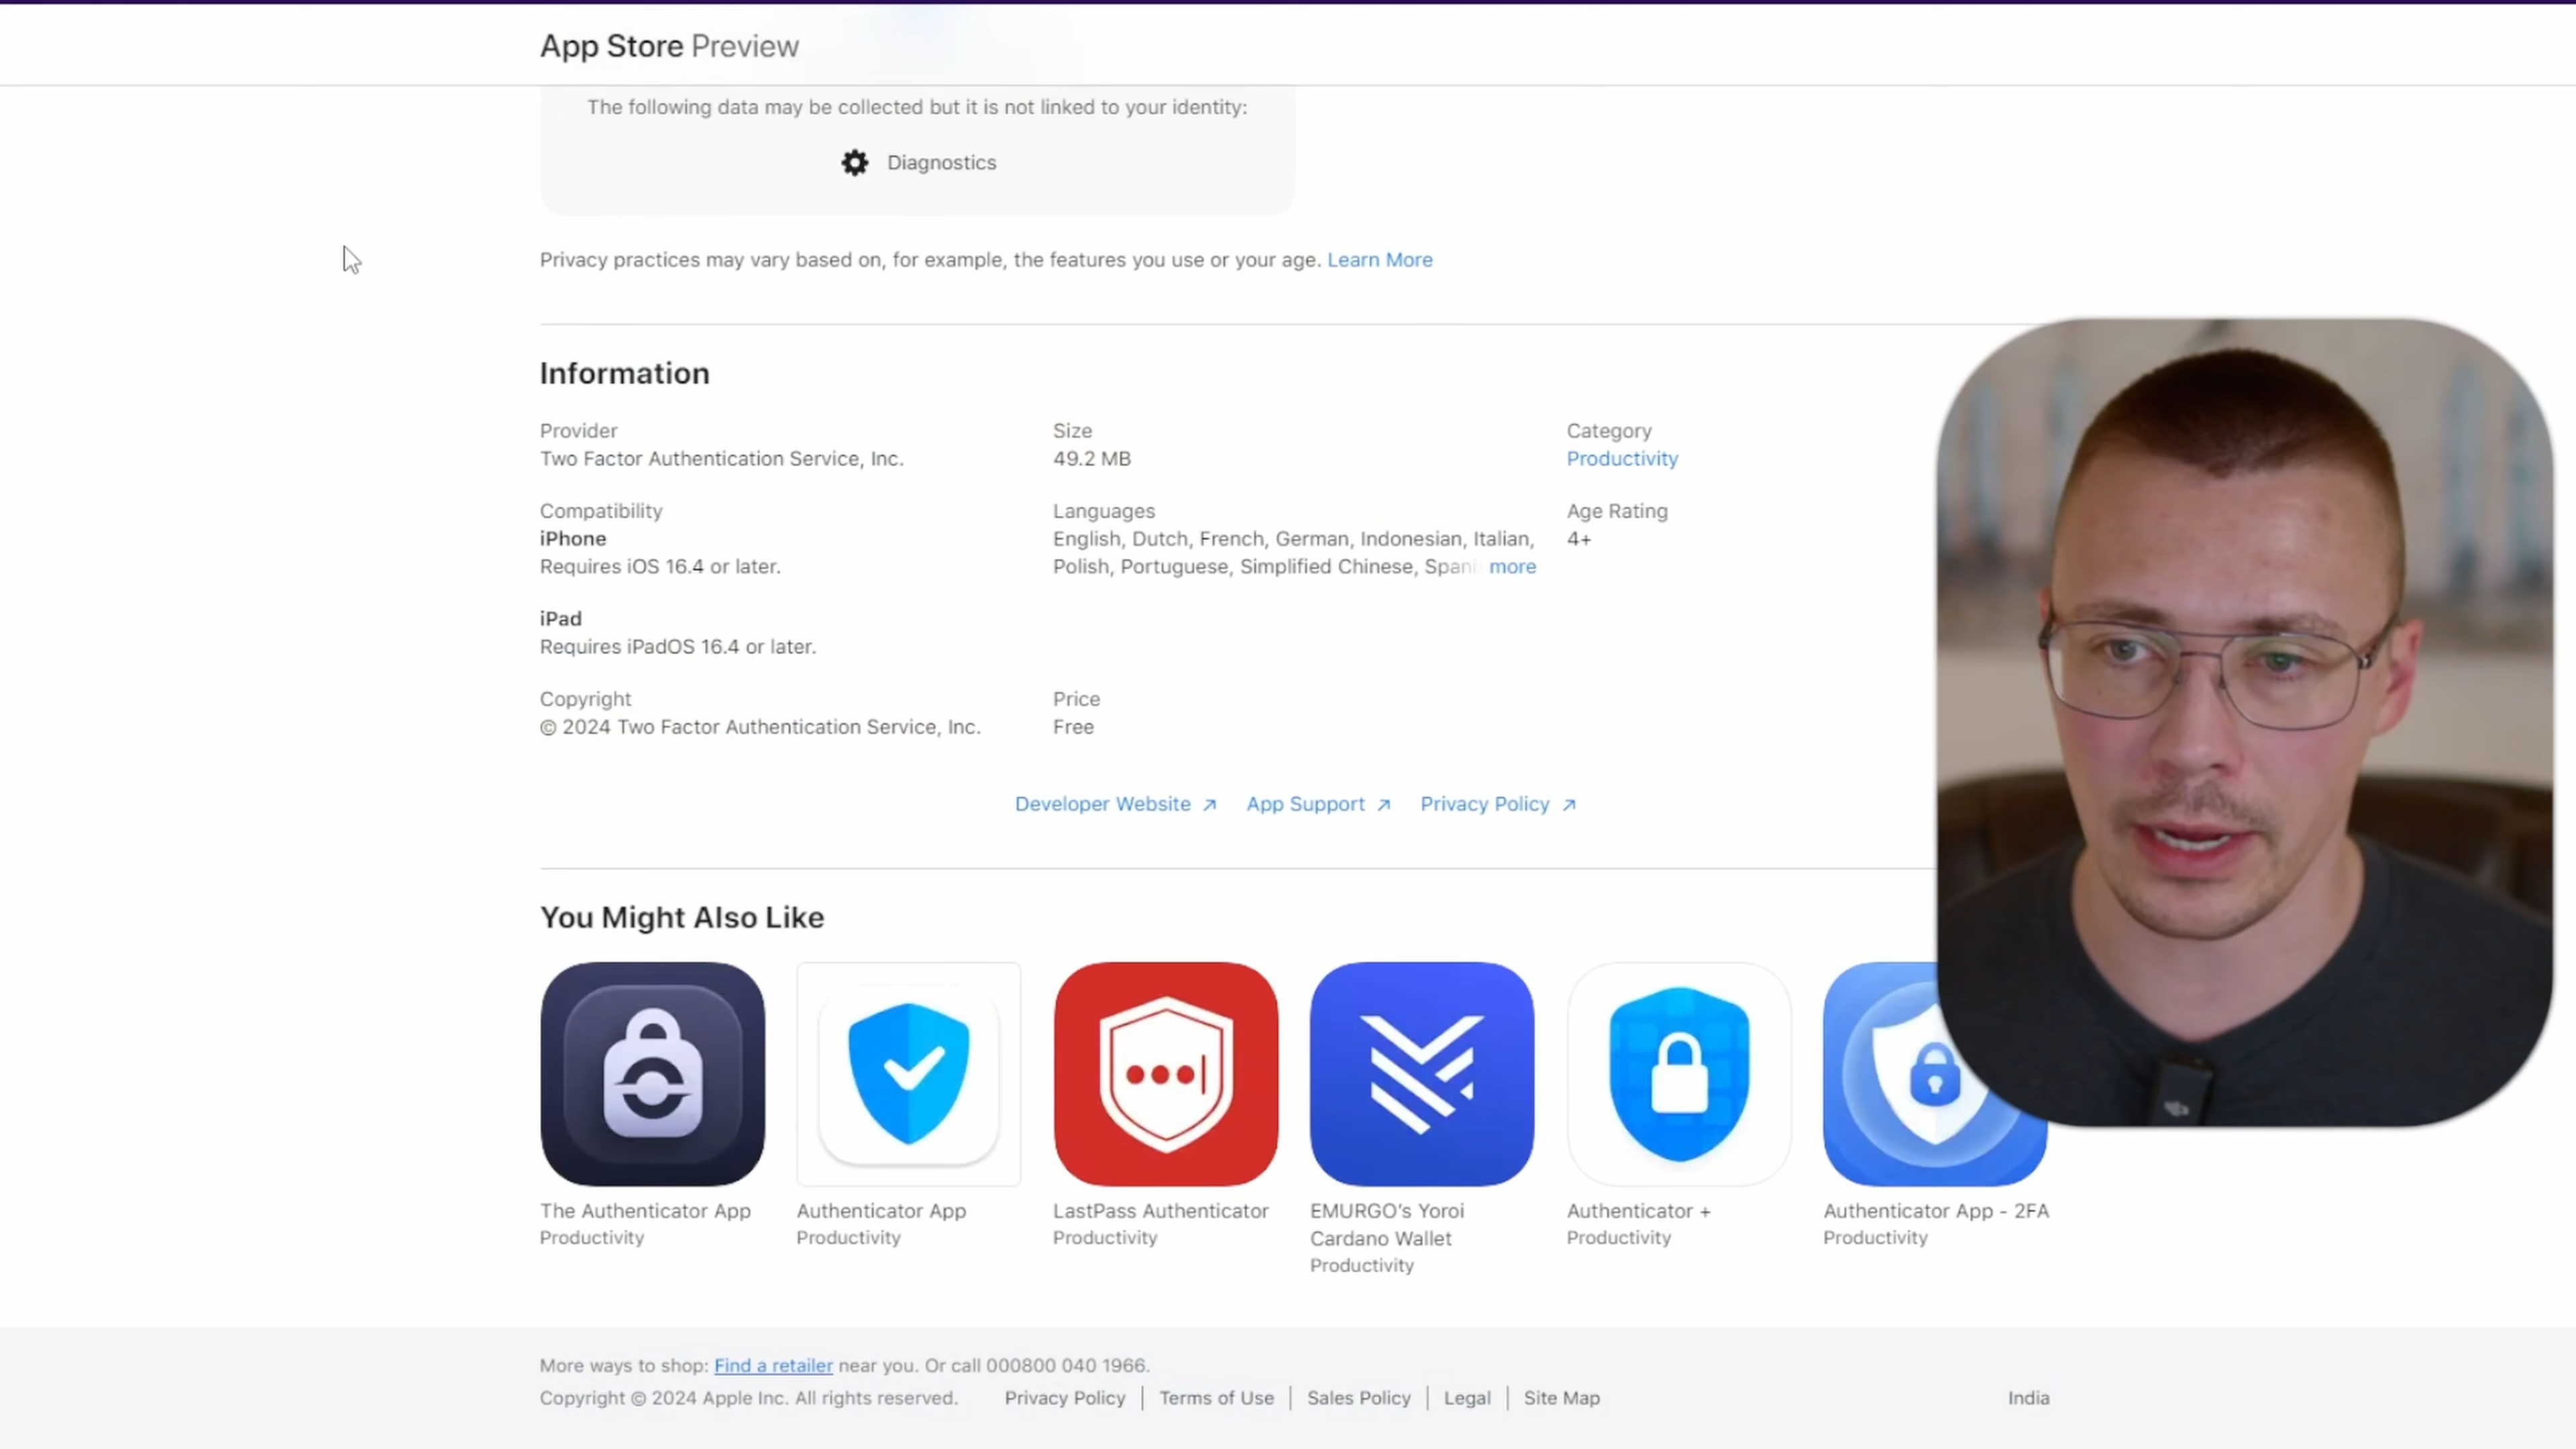 App Store Preview
The following data may be collected but it is not linked to your identity:
Diagnostics
Privacy practices may vary based on, for example, the features you use or your age. Learn More
Information
Provider
Two Factor Authentication Service, Inc.
Size
49.2 MB
Category
Productivity
Compatibility
iPhone
Requires iOS 16.4 or later.
iPad
Requires iPadOS 16.4 or later.
Languages
English, Dutch, French, German, Indonesian, Italian,
Polish, Portuguese, Simplified Chinese, Spani more
Age Rating
4+
Copyright
© 2024 Two Factor Authentication Service, Inc.
Price
Free
Developer Website
App Support
Privacy Policy
You Might Also Like
The Authenticator App
Productivity
Authenticator App
Productivity
LastPass Authenticator
Productivity
EMURGO's Yoroi
Cardano Wallet
Productivity
Authenticator +
Productivity
Authenticator App - 2FA
Productivity
More ways to shop: Find a retailer near you. Or call 000800 040 1966.
Copyright © 2024 Apple Inc. All rights reserved. Privacy Policy | Terms of Use | Sales Policy | Legal | Site Map
India